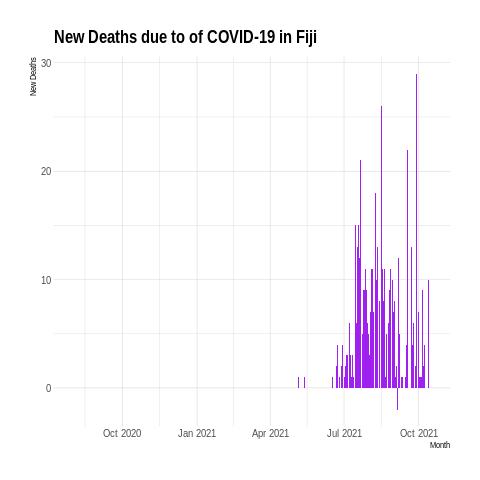 New Deaths due to of COVID-19 in Fiji
New Deaths
30
20
10
0
Oct 2020 Jan 2021 Apr 2021 Jul 2021 Oct 2021
Month